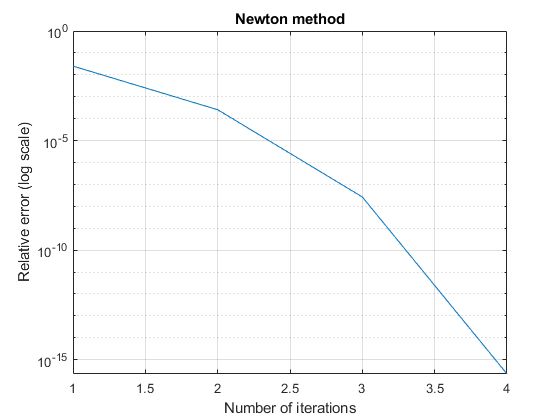 Newton method
10^0
10^-5
10^-10
10^-15
Relative error (log scale)
1 1.5 2 2.5 3 3.5 4
Number of iterations